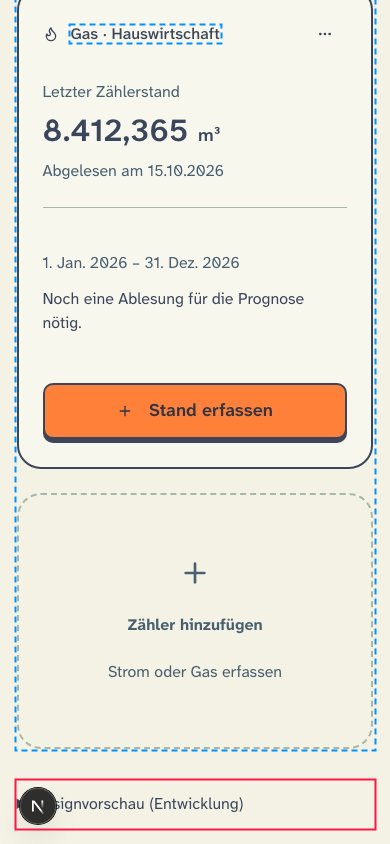 Gas · Hauswirtschaft
Letzter Zählerstand
8.412,365 m³
Abgelesen am 15.10.2026
1. Jan. 2026 – 31. Dez. 2026
Noch eine Ablesung für die Prognose
nötig.
+ Stand erfassen
Zähler hinzufügen
Strom oder Gas erfassen
N signvorschau (Entwicklung)